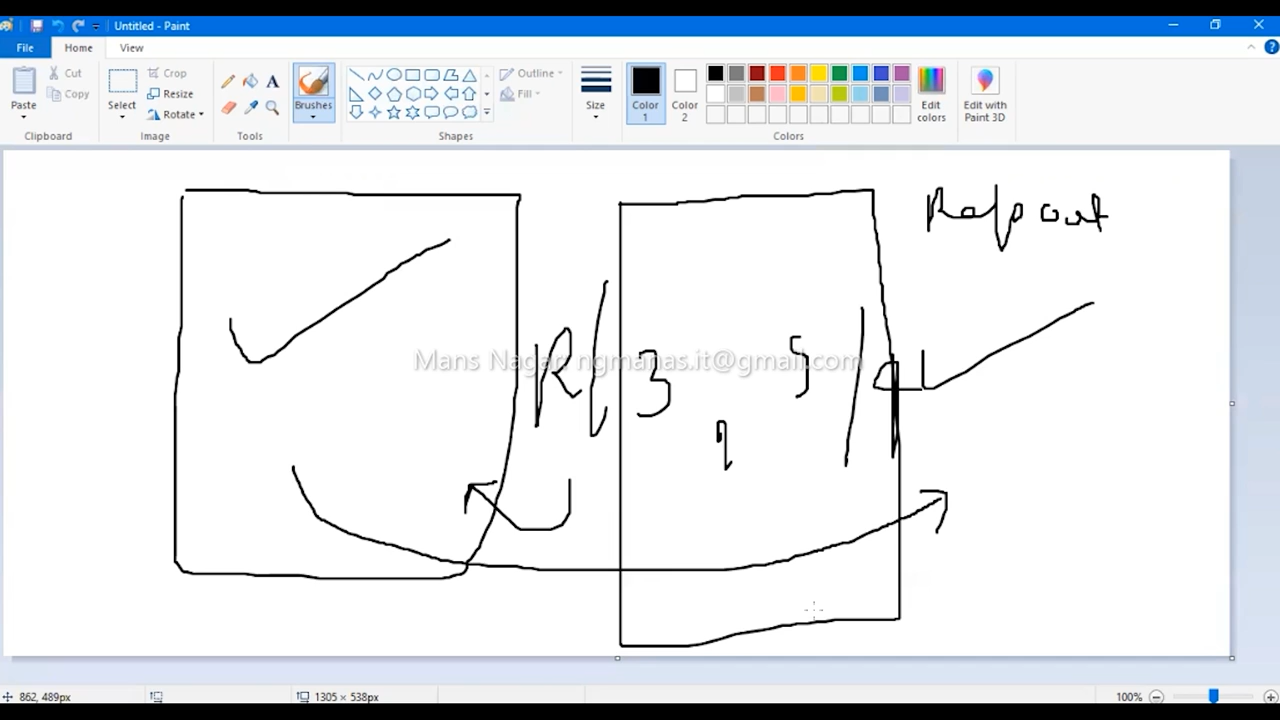 Untitled - Paint
File Home View
Paste Cut Copy Clipboard
Select Crop Resize Rotate Image
Tools
Brushes
Outline Fill Shapes
Size
Color 1 Color 2 Edit colors Colors
Edit with Paint 3D
R 3 5
Mans Nagar: ngmanas.it@gmail.com
862, 489px 1305 × 538px 100%